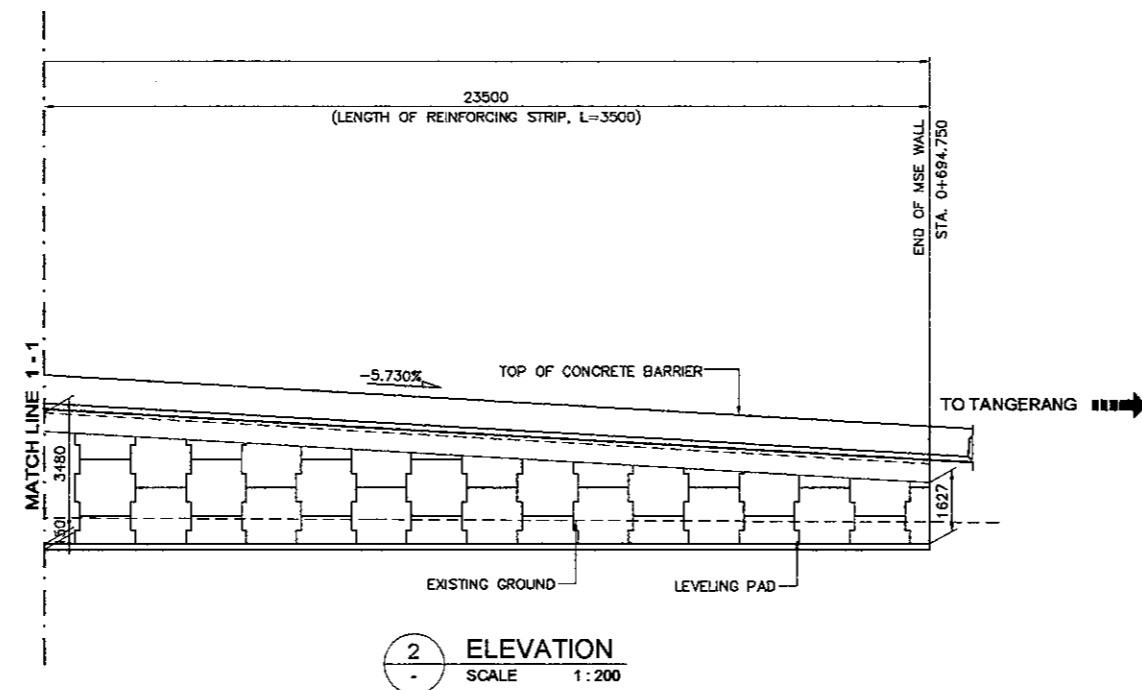 23500
(LENGTH OF REINFORCING STRIP, L=3500)
END OF MSE WALL
STA. 0+694.750
MATCH LINE 1-1
-5.730%
TOP OF CONCRETE BARRIER
TO TANGERANG
3480
150
1627
EXISTING GROUND
LEVELING PAD
2
-
ELEVATION
SCALE 1:200